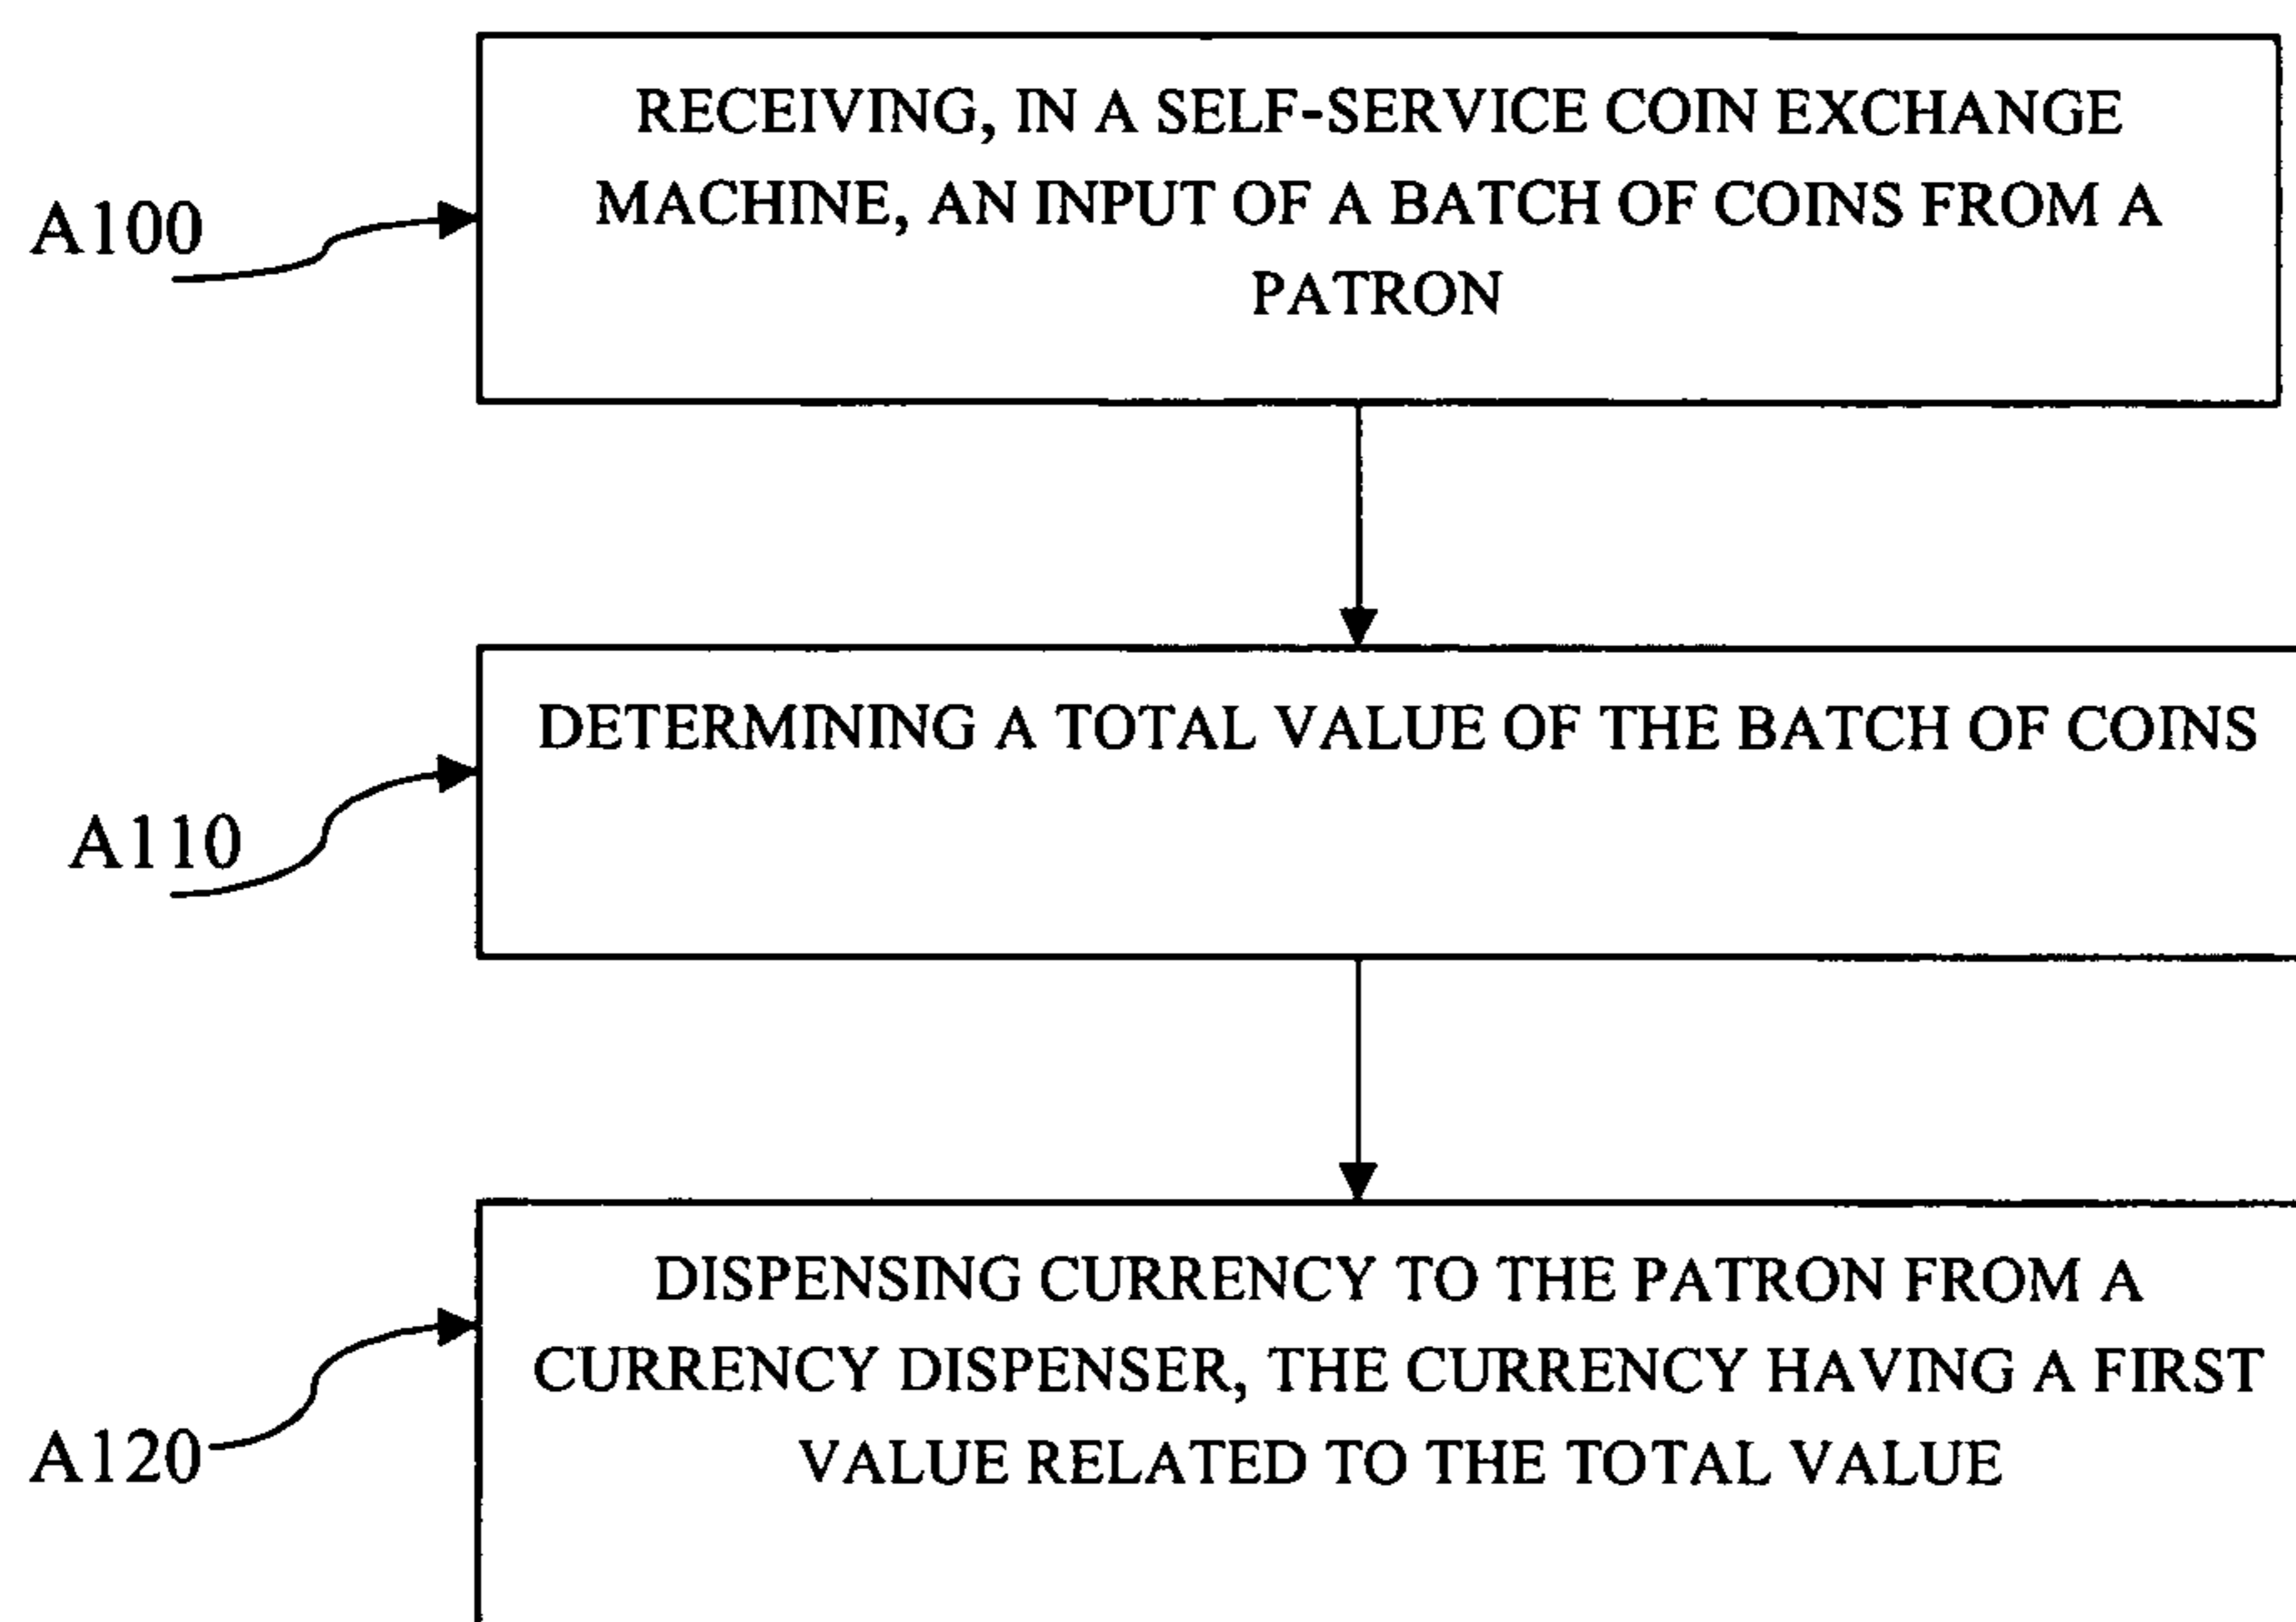 RECEIVING, IN A SELF-SERVICE COIN EXCHANGE
MACHINE, AN INPUT OF A BATCH OF COINS FROM A
PATRON
A100
DETERMINING A TOTAL VALUE OF THE BATCH OF COINS
A110
DISPENSING CURRENCY TO THE PATRON FROM A
CURRENCY DISPENSER, THE CURRENCY HAVING A FIRST
VALUE RELATED TO THE TOTAL VALUE
A120